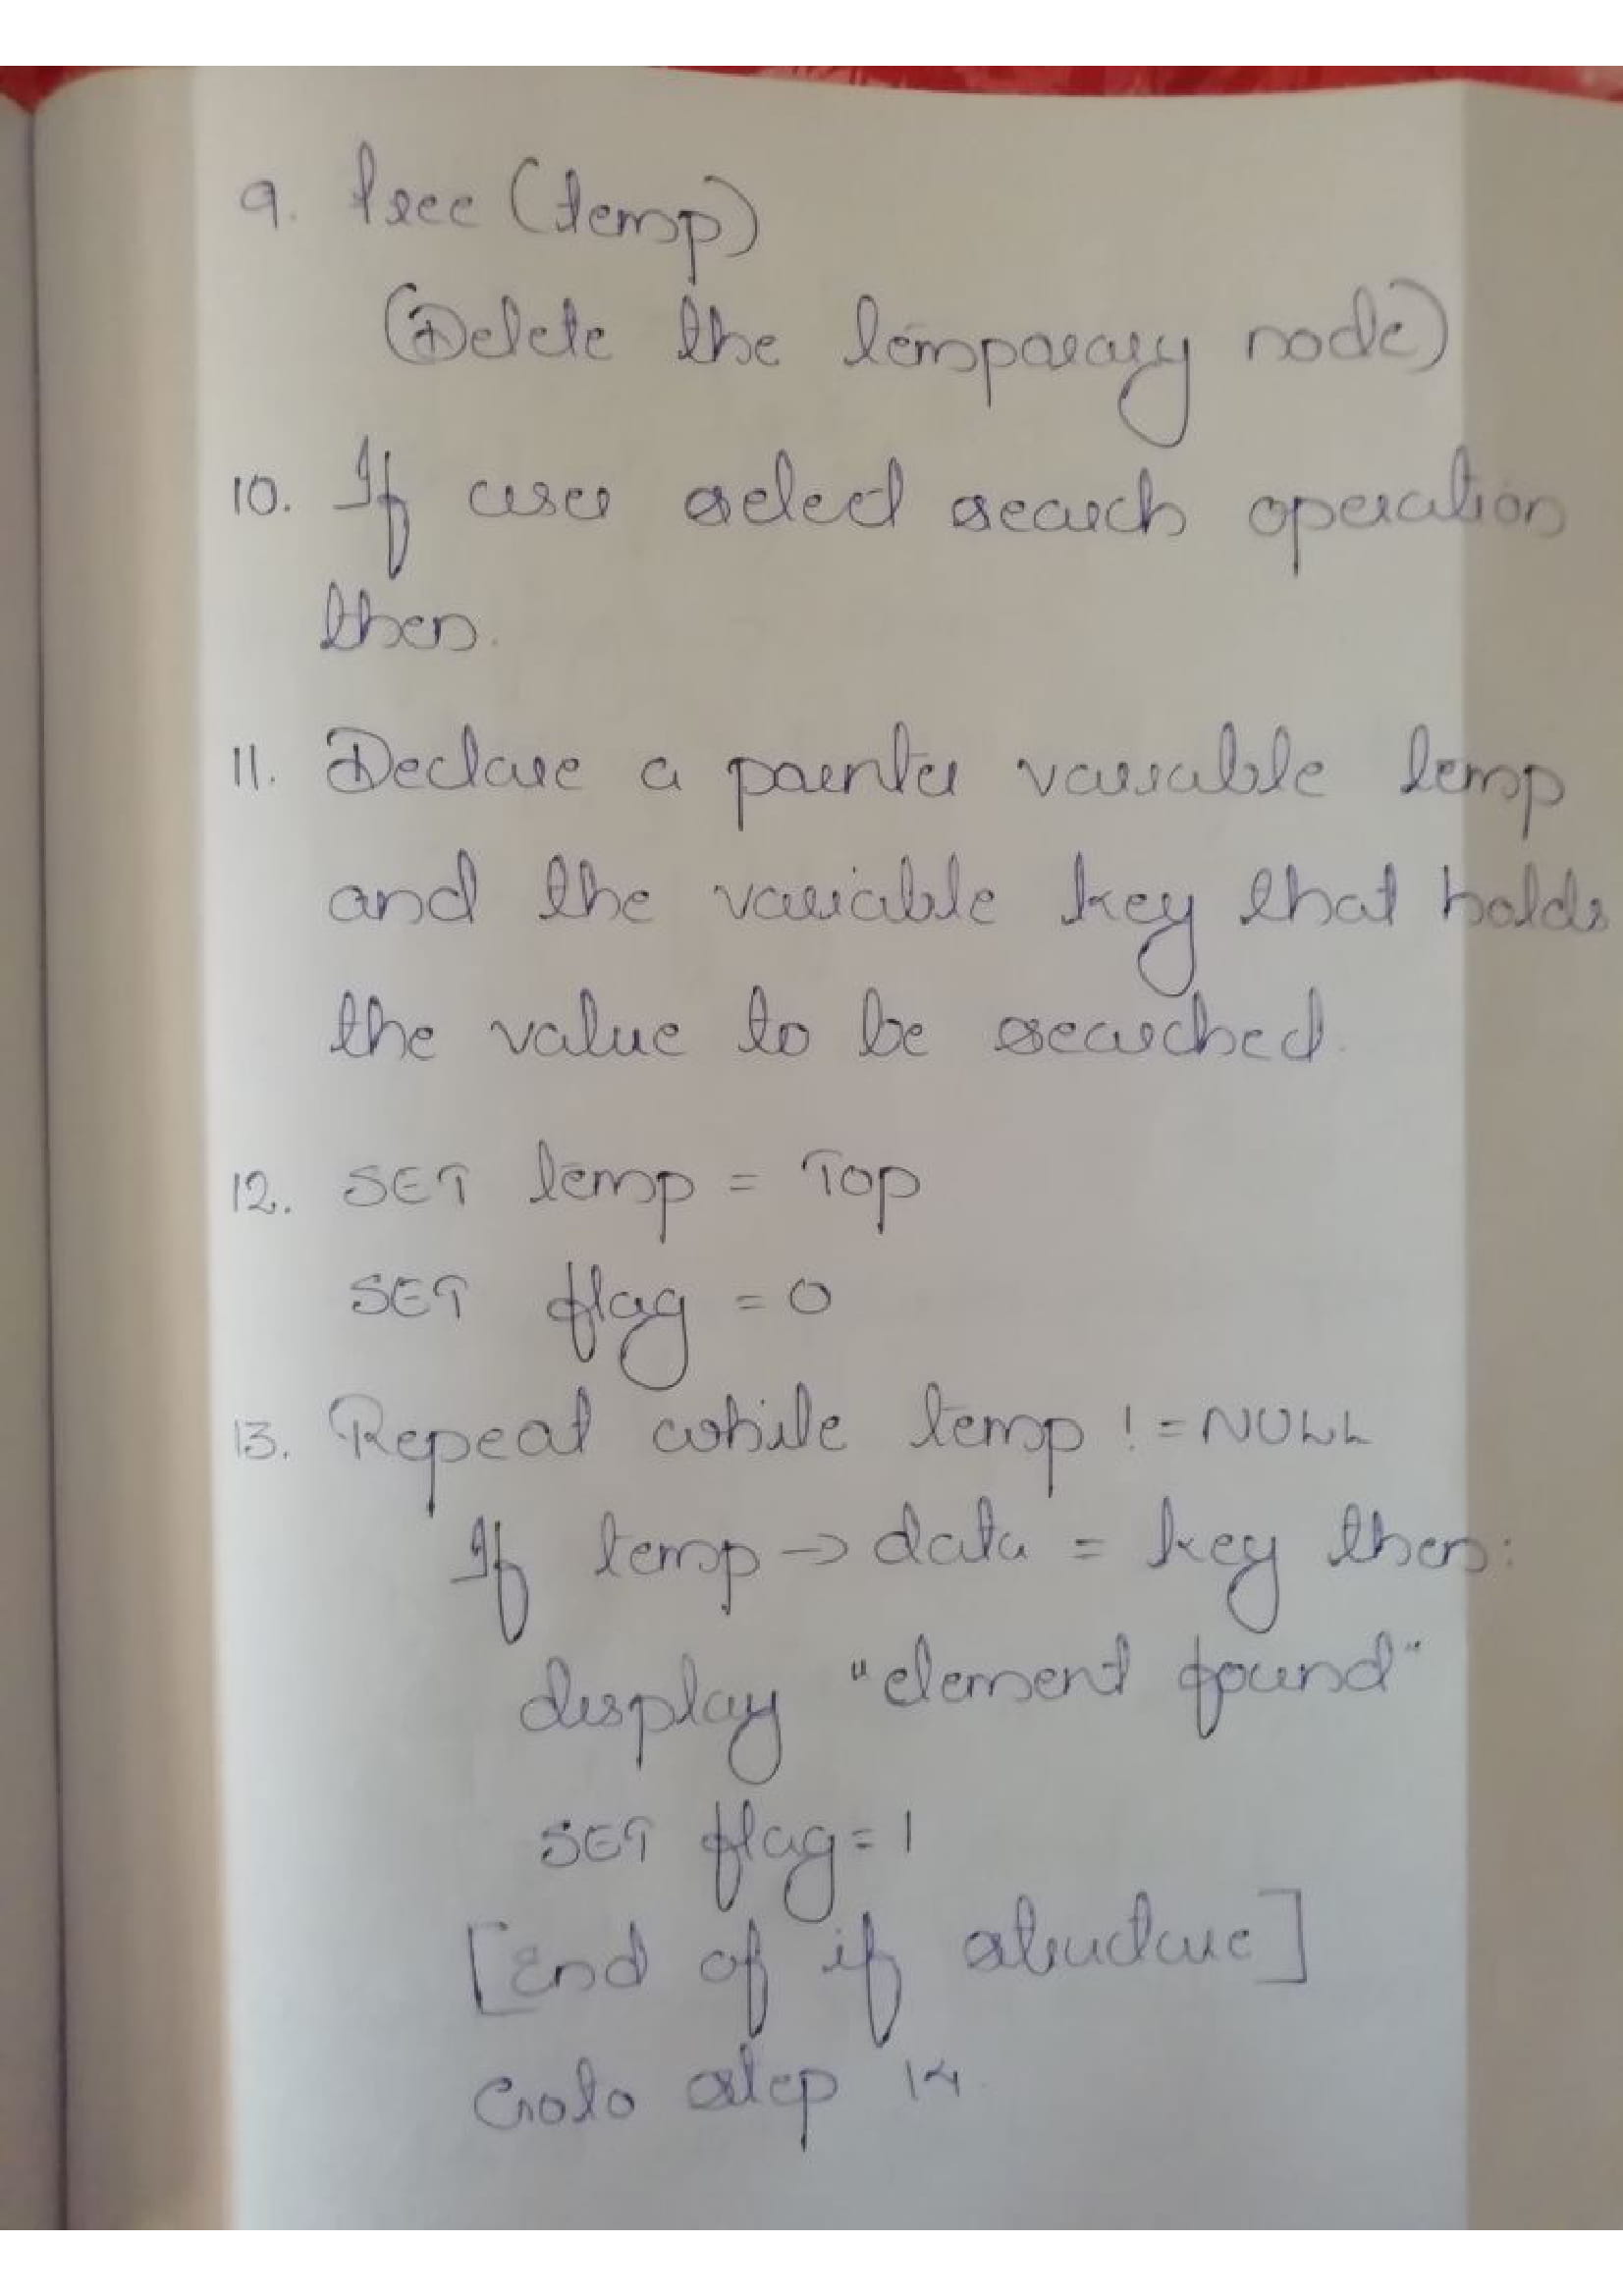 9. free (temp)
(Delete the temparary node)
10. If user select search operation
then.
11. Declare a pointer variable temp
and the variable key that holds
the value to be searched.
12. SET temp = Top
SET flag = 0
13. Repeat while temp != NULL
If temp → data = key then:
display "element found"
SET flag = 1
[End of if structure]
Goto step 14.